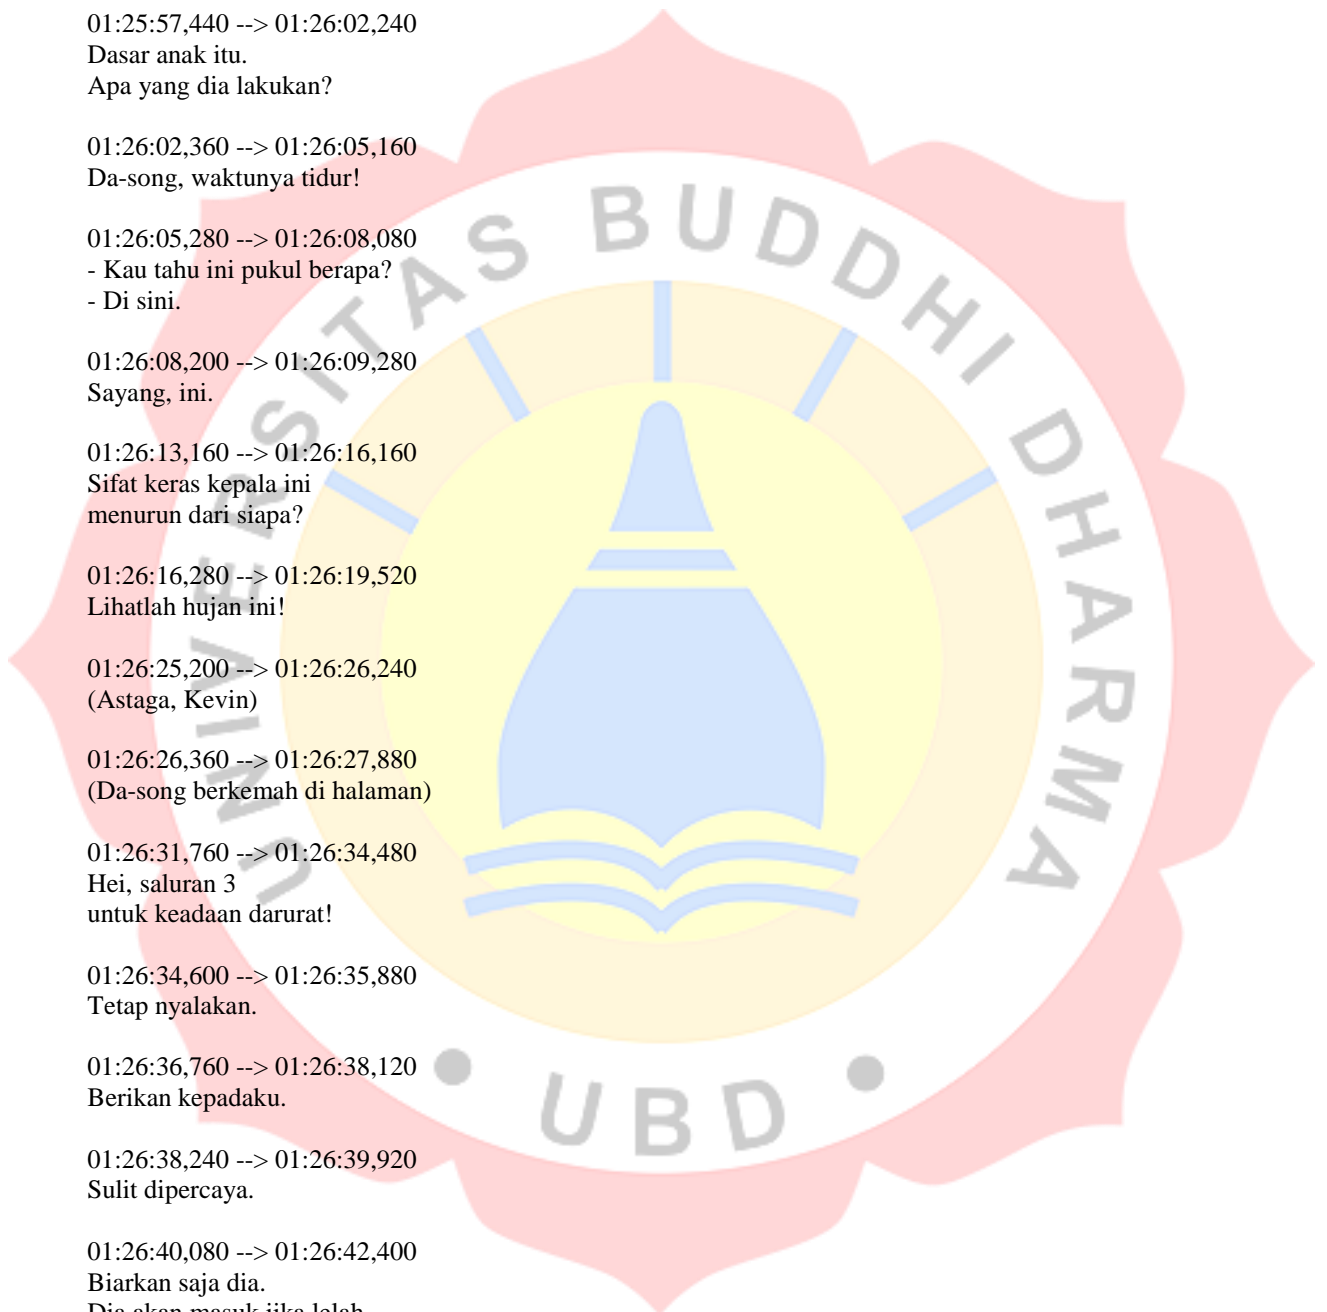 01:25:57,440 --> 01:26:02,240
Dasar anak itu.
Apa yang dia lakukan?
01:26:02,360 --> 01:26:05,160
Da-song, waktunya tidur!
01:26:05,280 --> 01:26:08,080
- Kau tahu ini pukul berapa?
- Di sini.
01:26:08,200 --> 01:26:09,280
Sayang, ini.
01:26:13,160 --> 01:26:16,160
Sifat keras kepala ini
menurun dari siapa?
01:26:16,280 --> 01:26:19,520
Lihatlah hujan ini!
01:26:25,200 --> 01:26:26,240
(Astaga, Kevin)
01:26:26,360 --> 01:26:27,880
(Da-song berkemah di halaman)
01:26:31,760 --> 01:26:34,480
Hei, saluran 3
untuk keadaan darurat!
01:26:34,600 --> 01:26:35,880
Tetap nyalakan.
01:26:36,760 --> 01:26:38,120
Berikan kepadaku.
01:26:38,240 --> 01:26:39,920
Sulit dipercaya.
01:26:40,080 --> 01:26:42,400
Biarkan saja dia.
Dia akan masuk jika lelah
UNIVERSITAS BUDDHI DHARMA
• UBD •